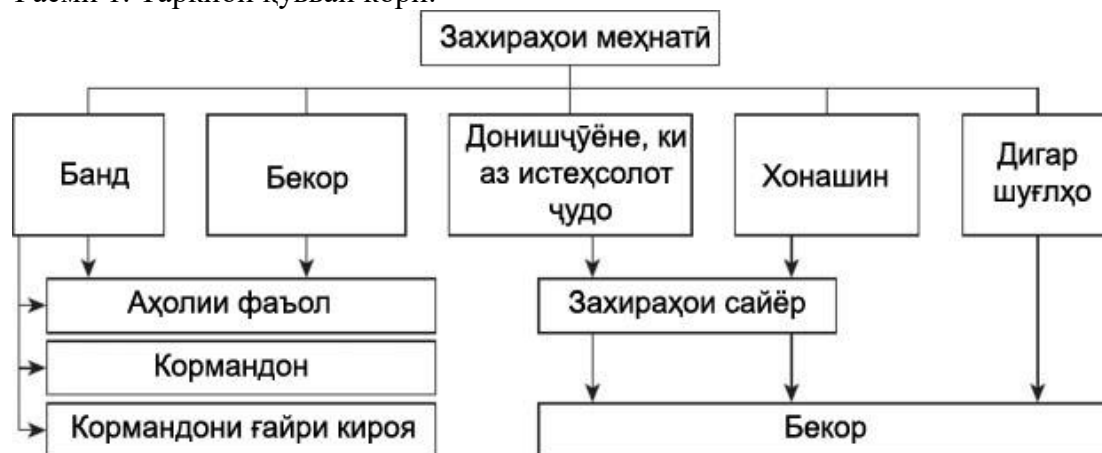 Захираҳои меҳнатӣ
Банд
Бекор
Донишҷӯёне, ки
аз истеҳсолот
ҷудо
Хонашин
Дигар
шуғлҳо
Аҳолии фаъол
Захираҳои сайёр
Кормандон
Кормандони ғайри кироя
Бекор